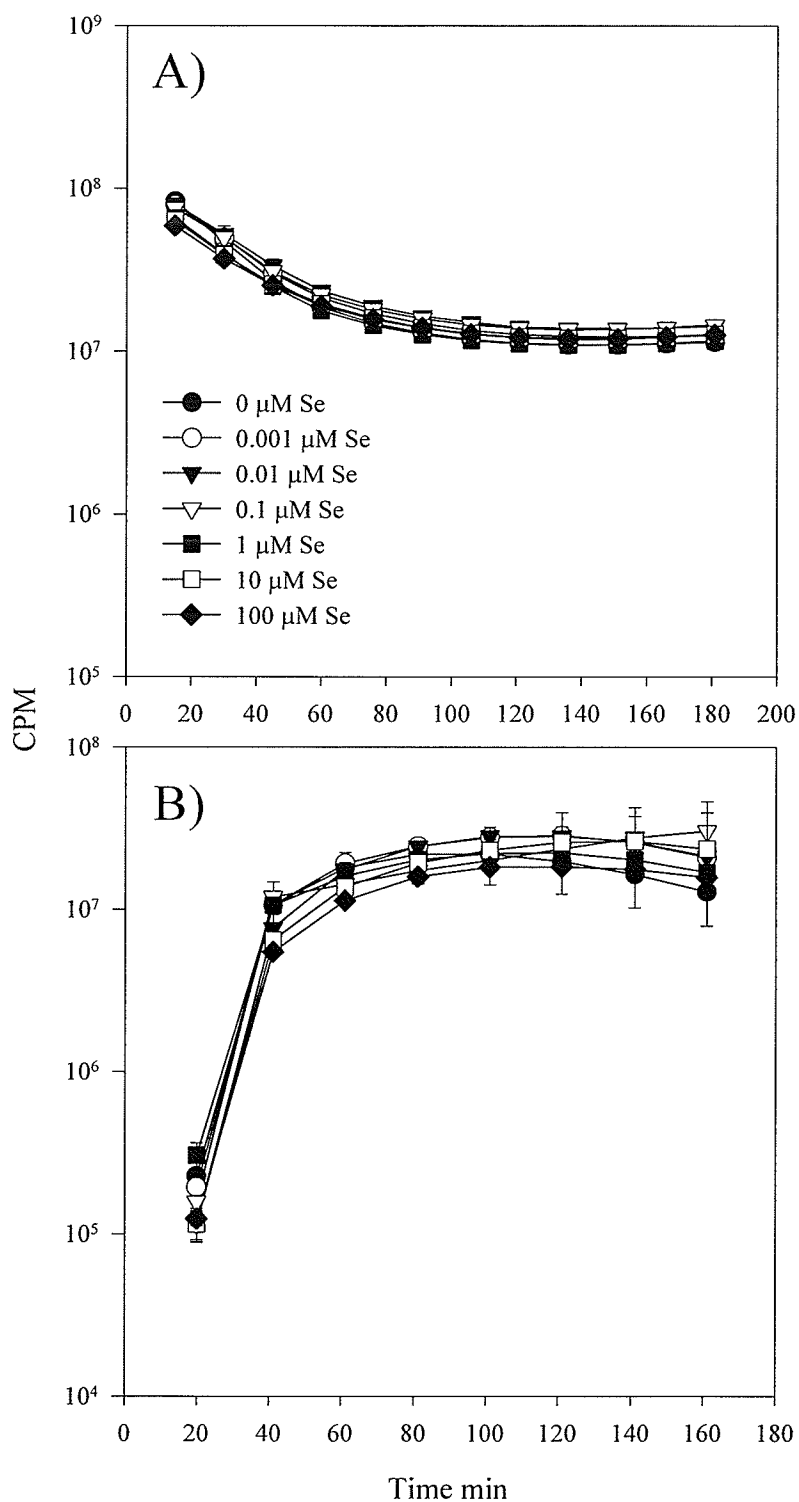 10⁹
A)
10⁸
10⁷
0 μM Se
0.001 μM Se
0.01 μM Se
0.1 μM Se
1 μM Se
10 μM Se
100 μM Se
10⁶
10⁵
0 20 40 60 80 100 120 140 160 180 200
CPM
10⁸
B)
10⁷
10⁶
10⁵
10⁴
0 20 40 60 80 100 120 140 160 180
Time min